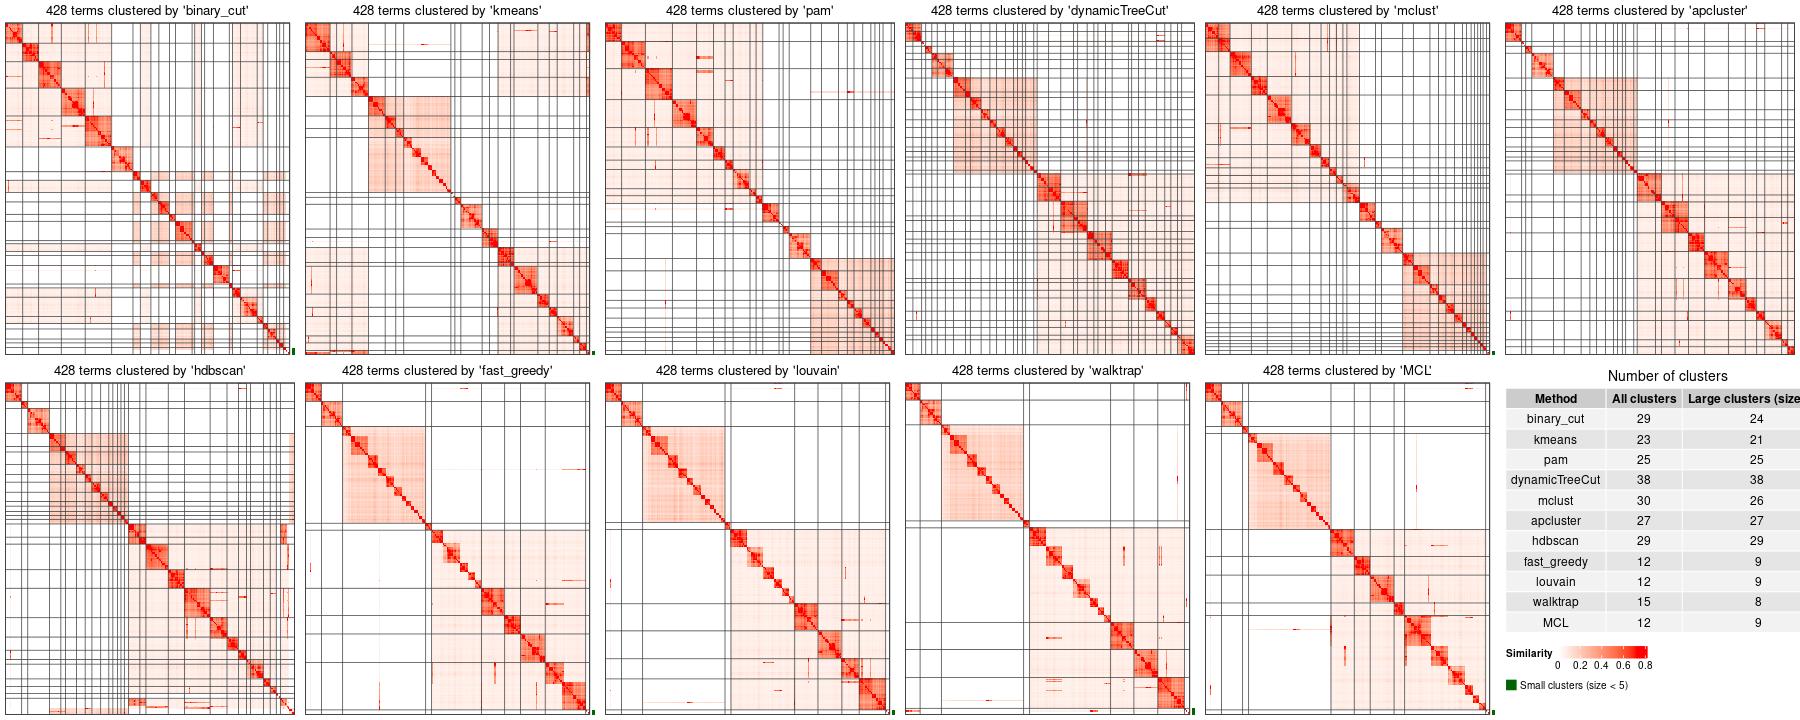 428 terms clustered by 'binary_cut'
428 terms clustered by 'kmeans'
428 terms clustered by 'pam'
428 terms clustered by 'dynamicTreeCut'
428 terms clustered by 'mclust'
428 terms clustered by 'apcluster'
428 terms clustered by 'hdbscan'
428 terms clustered by 'fast_greedy'
428 terms clustered by 'louvain'
428 terms clustered by 'walktrap'
428 terms clustered by 'MCL'
Number of clusters
Method All clusters Large clusters (size
binary_cut 29 24
kmeans 23 21
pam 25 25
dynamicTreeCut 38 38
mclust 30 26
apcluster 27 27
hdbscan 29 29
fast_greedy 12 9
louvain 12 9
walktrap 15 8
MCL 12 9
Similarity
0 0.2 0.4 0.6 0.8
Small clusters (size < 5)